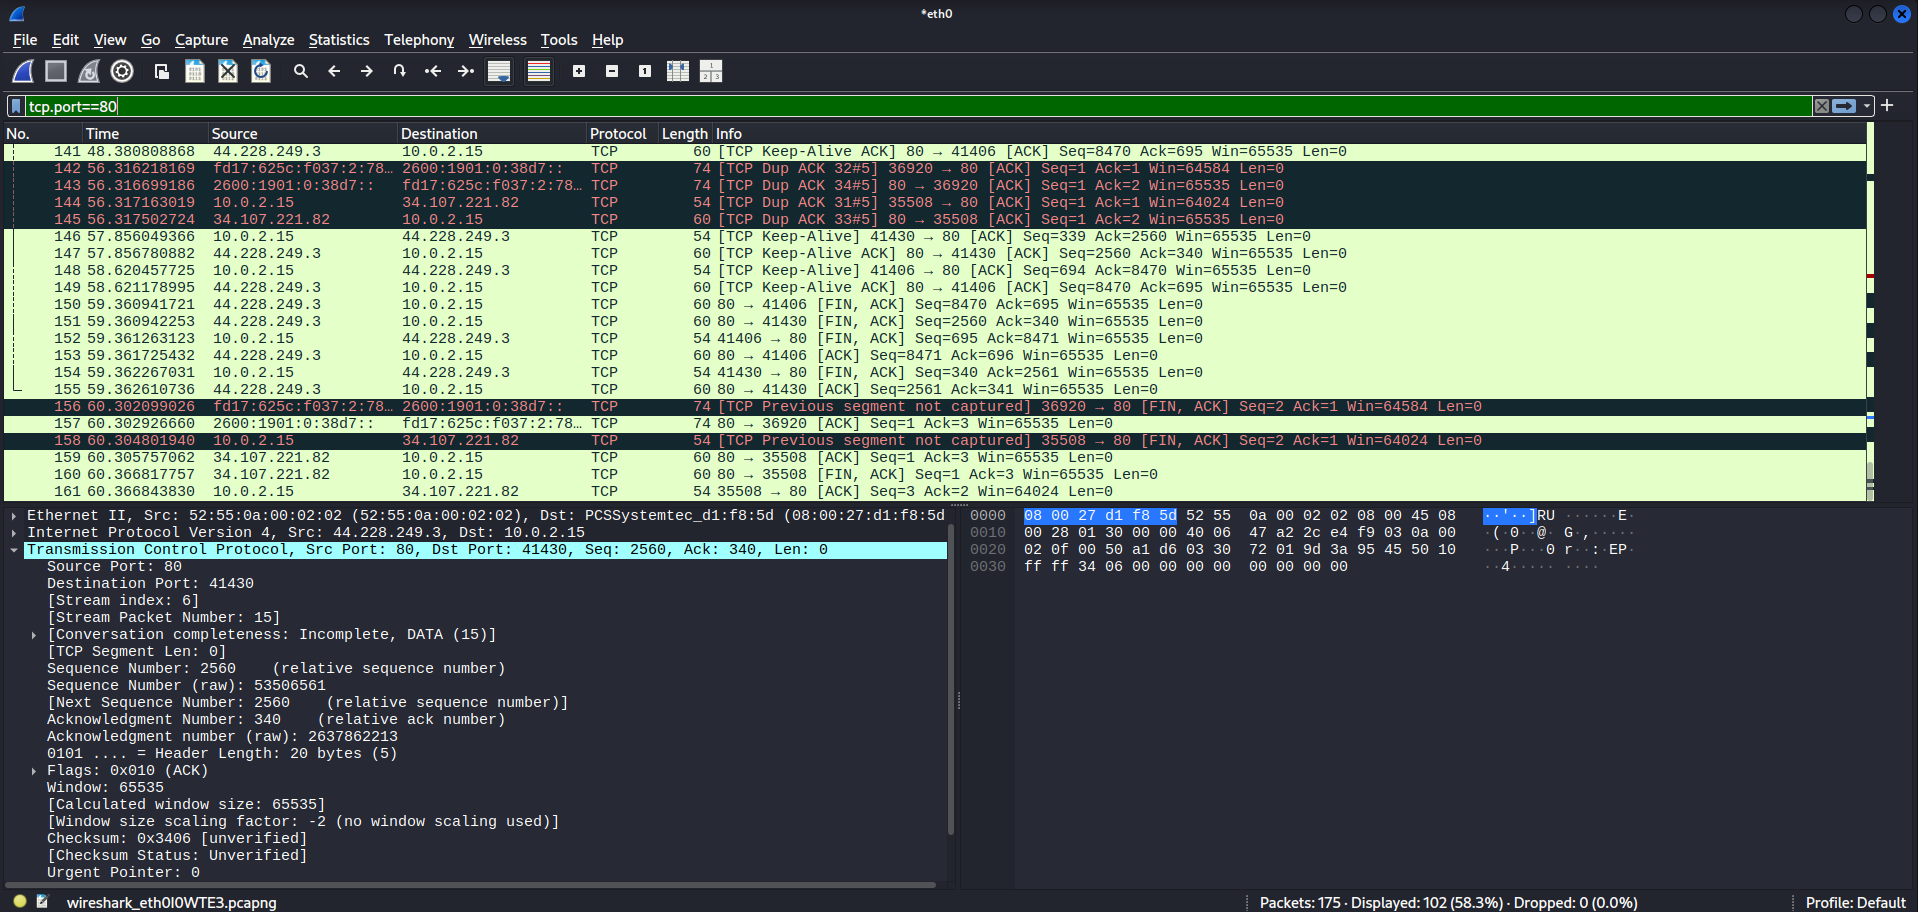 *eth0
File Edit View Go Capture Analyze Statistics Telephony Wireless Tools Help
tcp.port==80
No. Time Source Destination Protocol Length Info
141 48.380808868 44.228.249.3 10.0.2.15 TCP 60 [TCP Keep-Alive ACK] 80 → 41406 [ACK] Seq=8470 Ack=695 Win=65535 Len=0
142 56.316218169 fd17:625c:f037:2:78… 2600:1901:0:38d7:: TCP 74 [TCP Dup ACK 32#5] 36920 → 80 [ACK] Seq=1 Ack=1 Win=64584 Len=0
143 56.316699186 2600:1901:0:38d7:: fd17:625c:f037:2:78… TCP 74 [TCP Dup ACK 34#5] 80 → 36920 [ACK] Seq=1 Ack=2 Win=65535 Len=0
144 56.317163019 10.0.2.15 34.107.221.82 TCP 54 [TCP Dup ACK 31#5] 35508 → 80 [ACK] Seq=1 Ack=1 Win=64024 Len=0
145 56.317502724 34.107.221.82 10.0.2.15 TCP 60 [TCP Dup ACK 33#5] 80 → 35508 [ACK] Seq=1 Ack=2 Win=65535 Len=0
146 57.856049366 10.0.2.15 44.228.249.3 TCP 54 [TCP Keep-Alive] 41430 → 80 [ACK] Seq=339 Ack=2560 Win=65535 Len=0
147 57.856780882 44.228.249.3 10.0.2.15 TCP 60 [TCP Keep-Alive ACK] 80 → 41430 [ACK] Seq=2560 Ack=340 Win=65535 Len=0
148 58.620457725 10.0.2.15 44.228.249.3 TCP 54 [TCP Keep-Alive] 41406 → 80 [ACK] Seq=694 Ack=8470 Win=65535 Len=0
149 58.621178995 44.228.249.3 10.0.2.15 TCP 60 [TCP Keep-Alive ACK] 80 → 41406 [ACK] Seq=8470 Ack=695 Win=65535 Len=0
150 59.360941721 44.228.249.3 10.0.2.15 TCP 60 80 → 41406 [FIN, ACK] Seq=8470 Ack=695 Win=65535 Len=0
151 59.360942253 44.228.249.3 10.0.2.15 TCP 60 80 → 41430 [FIN, ACK] Seq=2560 Ack=340 Win=65535 Len=0
152 59.361263123 10.0.2.15 44.228.249.3 TCP 54 41406 → 80 [FIN, ACK] Seq=695 Ack=8471 Win=65535 Len=0
153 59.361725432 44.228.249.3 10.0.2.15 TCP 60 80 → 41406 [ACK] Seq=8471 Ack=696 Win=65535 Len=0
154 59.362267031 10.0.2.15 44.228.249.3 TCP 54 41430 → 80 [FIN, ACK] Seq=340 Ack=2561 Win=65535 Len=0
155 59.362610736 44.228.249.3 10.0.2.15 TCP 60 80 → 41430 [ACK] Seq=2561 Ack=341 Win=65535 Len=0
156 60.302099026 fd17:625c:f037:2:78… 2600:1901:0:38d7:: TCP 74 [TCP Previous segment not captured] 36920 → 80 [FIN, ACK] Seq=2 Ack=1 Win=64584 Len=0
157 60.302926660 2600:1901:0:38d7:: fd17:625c:f037:2:78… TCP 74 80 → 36920 [ACK] Seq=1 Ack=3 Win=65535 Len=0
158 60.304801940 10.0.2.15 34.107.221.82 TCP 54 [TCP Previous segment not captured] 35508 → 80 [FIN, ACK] Seq=2 Ack=1 Win=64024 Len=0
159 60.305757062 34.107.221.82 10.0.2.15 TCP 60 80 → 35508 [ACK] Seq=1 Ack=3 Win=65535 Len=0
160 60.366817757 34.107.221.82 10.0.2.15 TCP 60 80 → 35508 [FIN, ACK] Seq=1 Ack=3 Win=65535 Len=0
161 60.366843830 10.0.2.15 34.107.221.82 TCP 54 35508 → 80 [ACK] Seq=3 Ack=2 Win=64024 Len=0
Ethernet II, Src: 52:55:0a:00:02:02 (52:55:0a:00:02:02), Dst: PCSSystemtec_d1:f8:5d (08:00:27:d1:f8:5d
Internet Protocol Version 4, Src: 44.228.249.3, Dst: 10.0.2.15
Transmission Control Protocol, Src Port: 80, Dst Port: 41430, Seq: 2560, Ack: 340, Len: 0
Source Port: 80
Destination Port: 41430
[Stream index: 6]
[Stream Packet Number: 15]
[Conversation completeness: Incomplete, DATA (15)]
[TCP Segment Len: 0]
Sequence Number: 2560 (relative sequence number)
Sequence Number (raw): 53506561
[Next Sequence Number: 2560 (relative sequence number)]
Acknowledgment Number: 340 (relative ack number)
Acknowledgment number (raw): 2637862213
0101 .... = Header Length: 20 bytes (5)
Flags: 0x010 (ACK)
Window: 65535
[Calculated window size: 65535]
[Window size scaling factor: -2 (no window scaling used)]
Checksum: 0x3406 [unverified]
[Checksum Status: Unverified]
Urgent Pointer: 0
0000 08 00 27 d1 f8 5d 52 55 0a 00 02 02 08 00 45 08 ··'··]RU ······E·
0010 00 28 01 30 00 00 40 06 47 a2 2c e4 f9 03 0a 00 ·(·0··@· G·,·····
0020 02 0f 00 50 a1 d6 03 30 72 01 9d 3a 95 45 50 10 ···P···0 r··:·EP·
0030 ff ff 34 06 00 00 00 00 00 00 00 00 ··4····· ····
wireshark_eth0I0WTE3.pcapng
Packets: 175 · Displayed: 102 (58.3%) · Dropped: 0 (0.0%)
Profile: Default